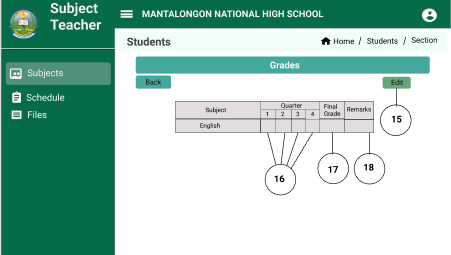 Subject
Teacher
MANTALONGON NATIONAL HIGH SCHOOL
Students
Home / Students / Section
Subjects
Schedule
Files
Grades
Back
Edit
Subject Quarter Final Grade Remarks
1 2 3 4
English
15
16
17
18